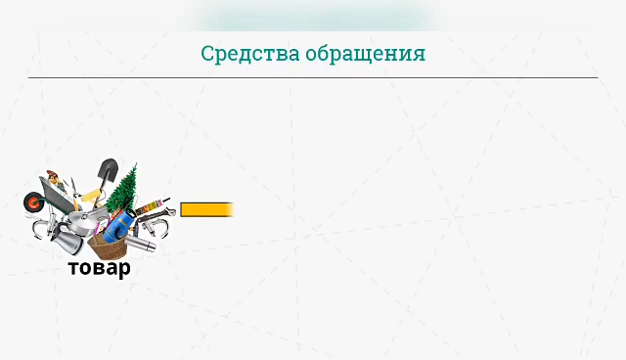 Средства обращения
товар